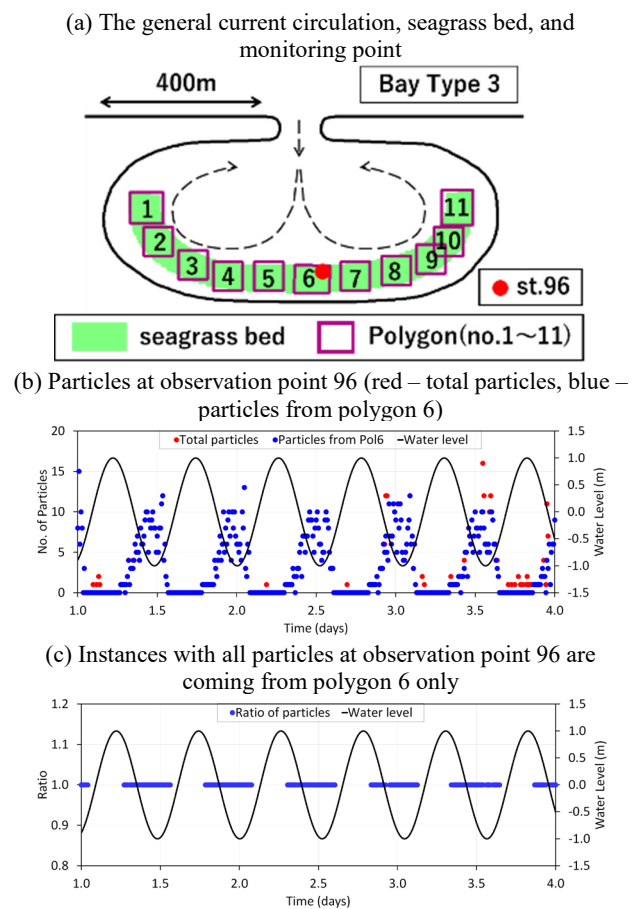 (a) The general current circulation, seagrass bed, and
monitoring point
400m
Bay Type 3
1
2
3
4
5
6
7
8
9
10
11
st.96
seagrass bed
Polygon(no.1～11)
(b) Particles at observation point 96 (red – total particles, blue –
particles from polygon 6)
Total particles Particles from Pol6 Water level
No. of Particles
20
15
10
5
0
1.5
1.0
0.5
0.0
-0.5
-1.0
-1.5
Water Level (m)
1.0 1.5 2.0 2.5 3.0 3.5 4.0
Time (days)
(c) Instances with all particles at observation point 96 are
coming from polygon 6 only
Ratio of particles Water level
Ratio
1.2
1.1
1.0
0.9
0.8
1.5
1.0
0.5
0.0
-0.5
-1.0
-1.5
Water Level (m)
1.0 1.5 2.0 2.5 3.0 3.5 4.0
Time (days)